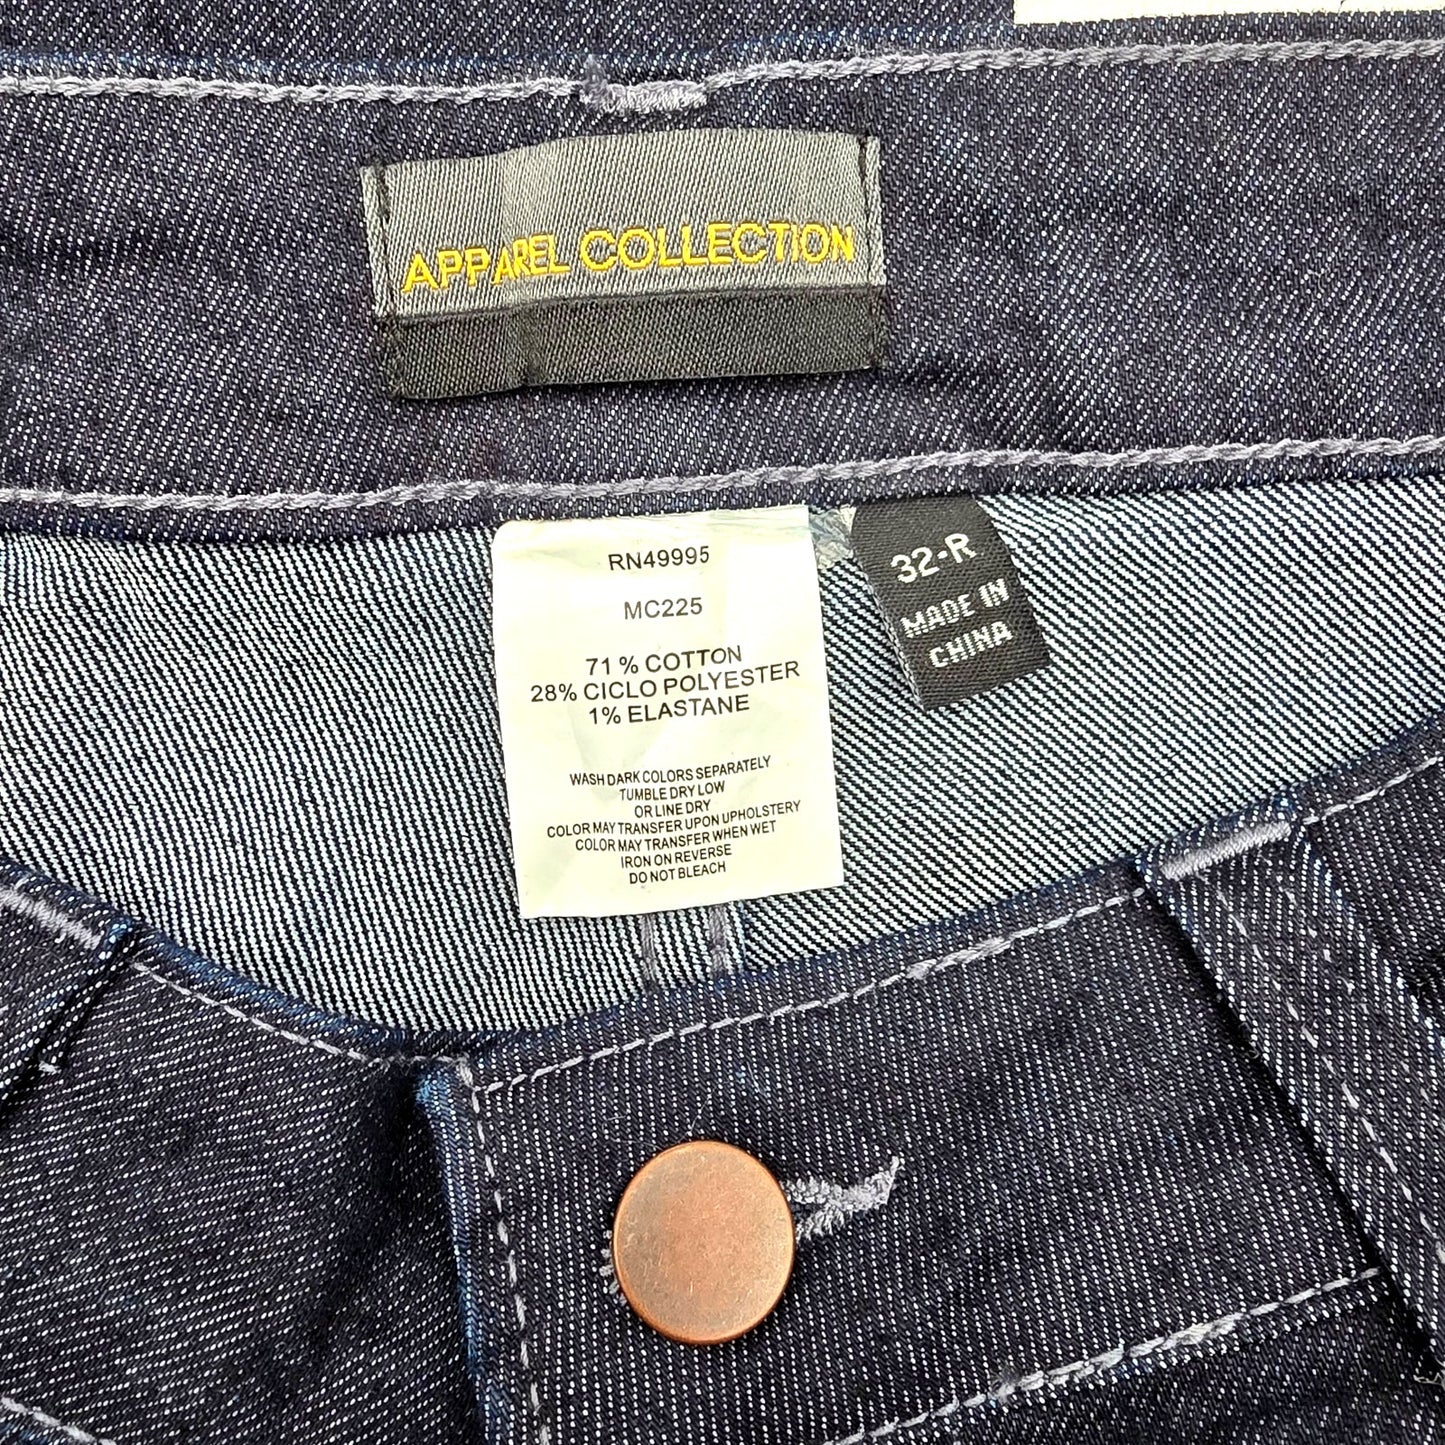 APPAREL COLLECTION
RN49995
MC225
71 % COTTON
28% CICLO POLYESTER
1% ELASTANE
WASH DARK COLORS SEPARATELY
TUMBLE DRY LOW
OR LINE DRY
COLOR MAY TRANSFER UPON UPHOLSTERY
COLOR MAY TRANSFER WHEN WET
IRON ON REVERSE
DO NOT BLEACH
32-R
MADE IN
CHINA